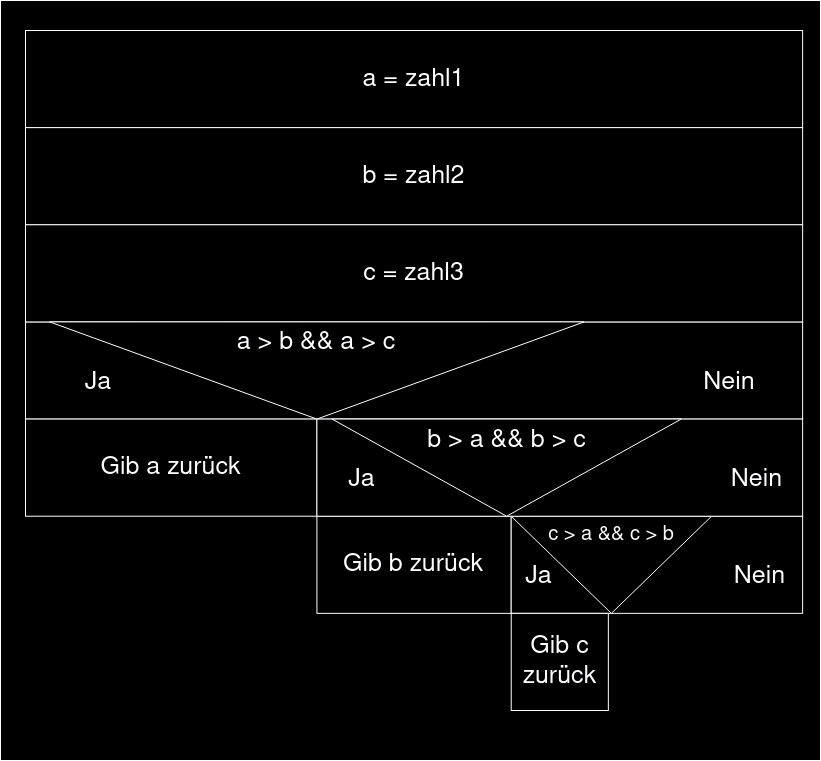 a = zahl1
b = zahl2
c = zahl3
a > b && a > c
Ja
Nein
b > a && b > c
Gib a zurück
Ja
Nein
c > a && c > b
Gib b zurück
Ja
Nein
Gib c
zurück